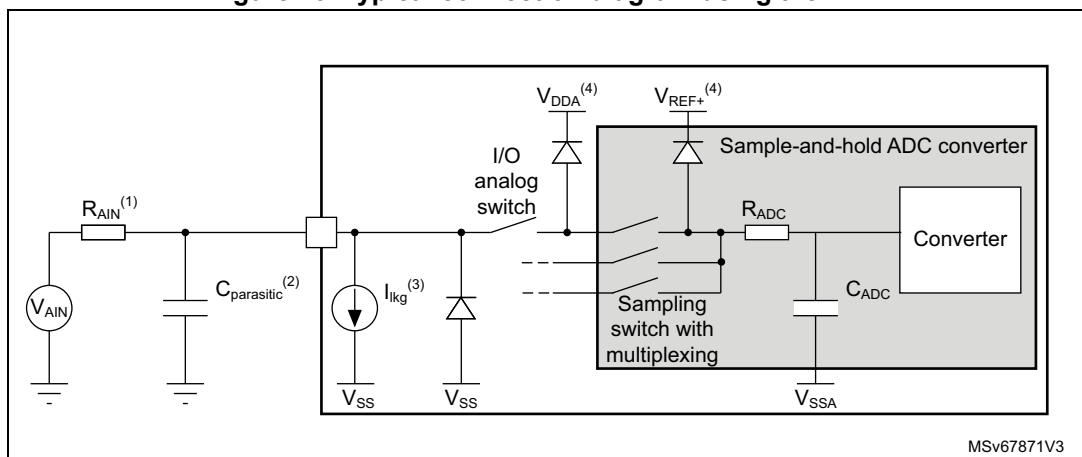 V_DDA^(4)
V_REF+^(4)
Sample-and-hold ADC converter
I/O
analog
switch
R_AIN^(1)
R_ADC
Converter
C_parasitic^(2)
I_lkg^(3)
C_ADC
V_AIN
Sampling
switch with
multiplexing
V_SS
V_SS
V_SSA
MSv67871V3